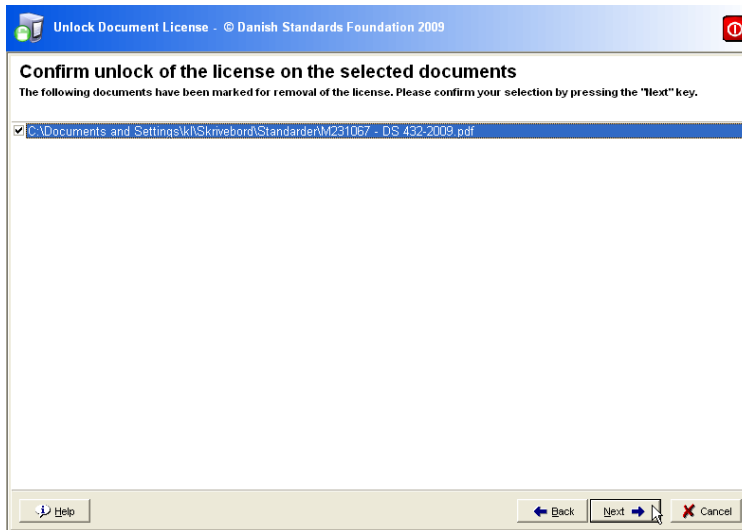 Unlock Document License - © Danish Standards Foundation 2009
Confirm unlock of the license on the selected documents
The following documents have been marked for removal of the license. Please confirm your selection by pressing the "Next" key.
C:\Documents and Settings\kl\Skrivebord\Standarder\M231067 - DS 432-2009.pdf
Help
Back
Next
Cancel